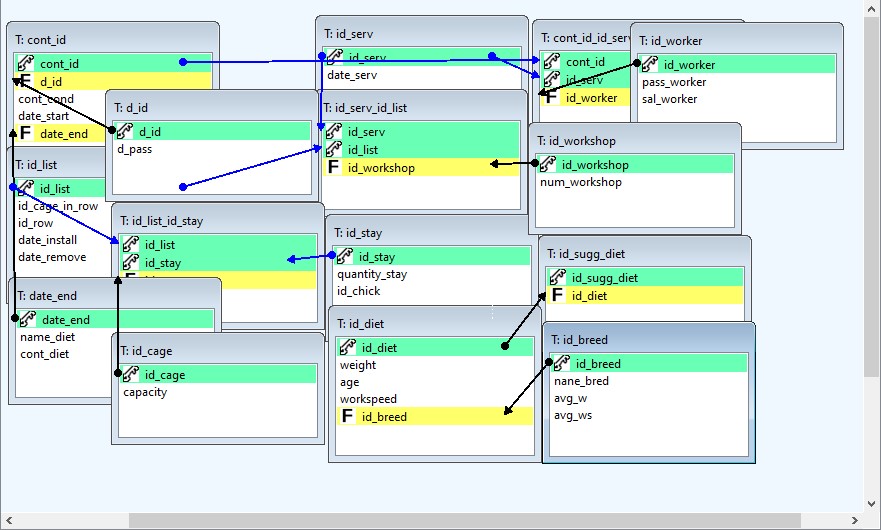 T: cont_id
cont_id
F d_id
cont_cond
date_start
F date_end
T: id_serv
id_serv
date_serv
T: cont_id_id_serv
cont_id
id_serv
F id_worker
T: id_worker
id_worker
pass_worker
sal_worker
T: d_id
d_id
d_pass
T: id_serv_id_list
id_serv
id_list
F id_workshop
T: id_workshop
id_workshop
num_workshop
T: id_list
id_list
id_cage_in_row
id_row
date_install
date_remove
T: id_list_id_stay
id_list
id_stay
T: id_stay
id_stay
quantity_stay
id_chick
T: id_sugg_diet
id_sugg_diet
F id_diet
T: date_end
date_end
name_diet
cont_diet
T: id_cage
id_cage
capacity
T: id_diet
id_diet
weight
age
workspeed
F id_breed
T: id_breed
id_breed
nane_bred
avg_w
avg_ws